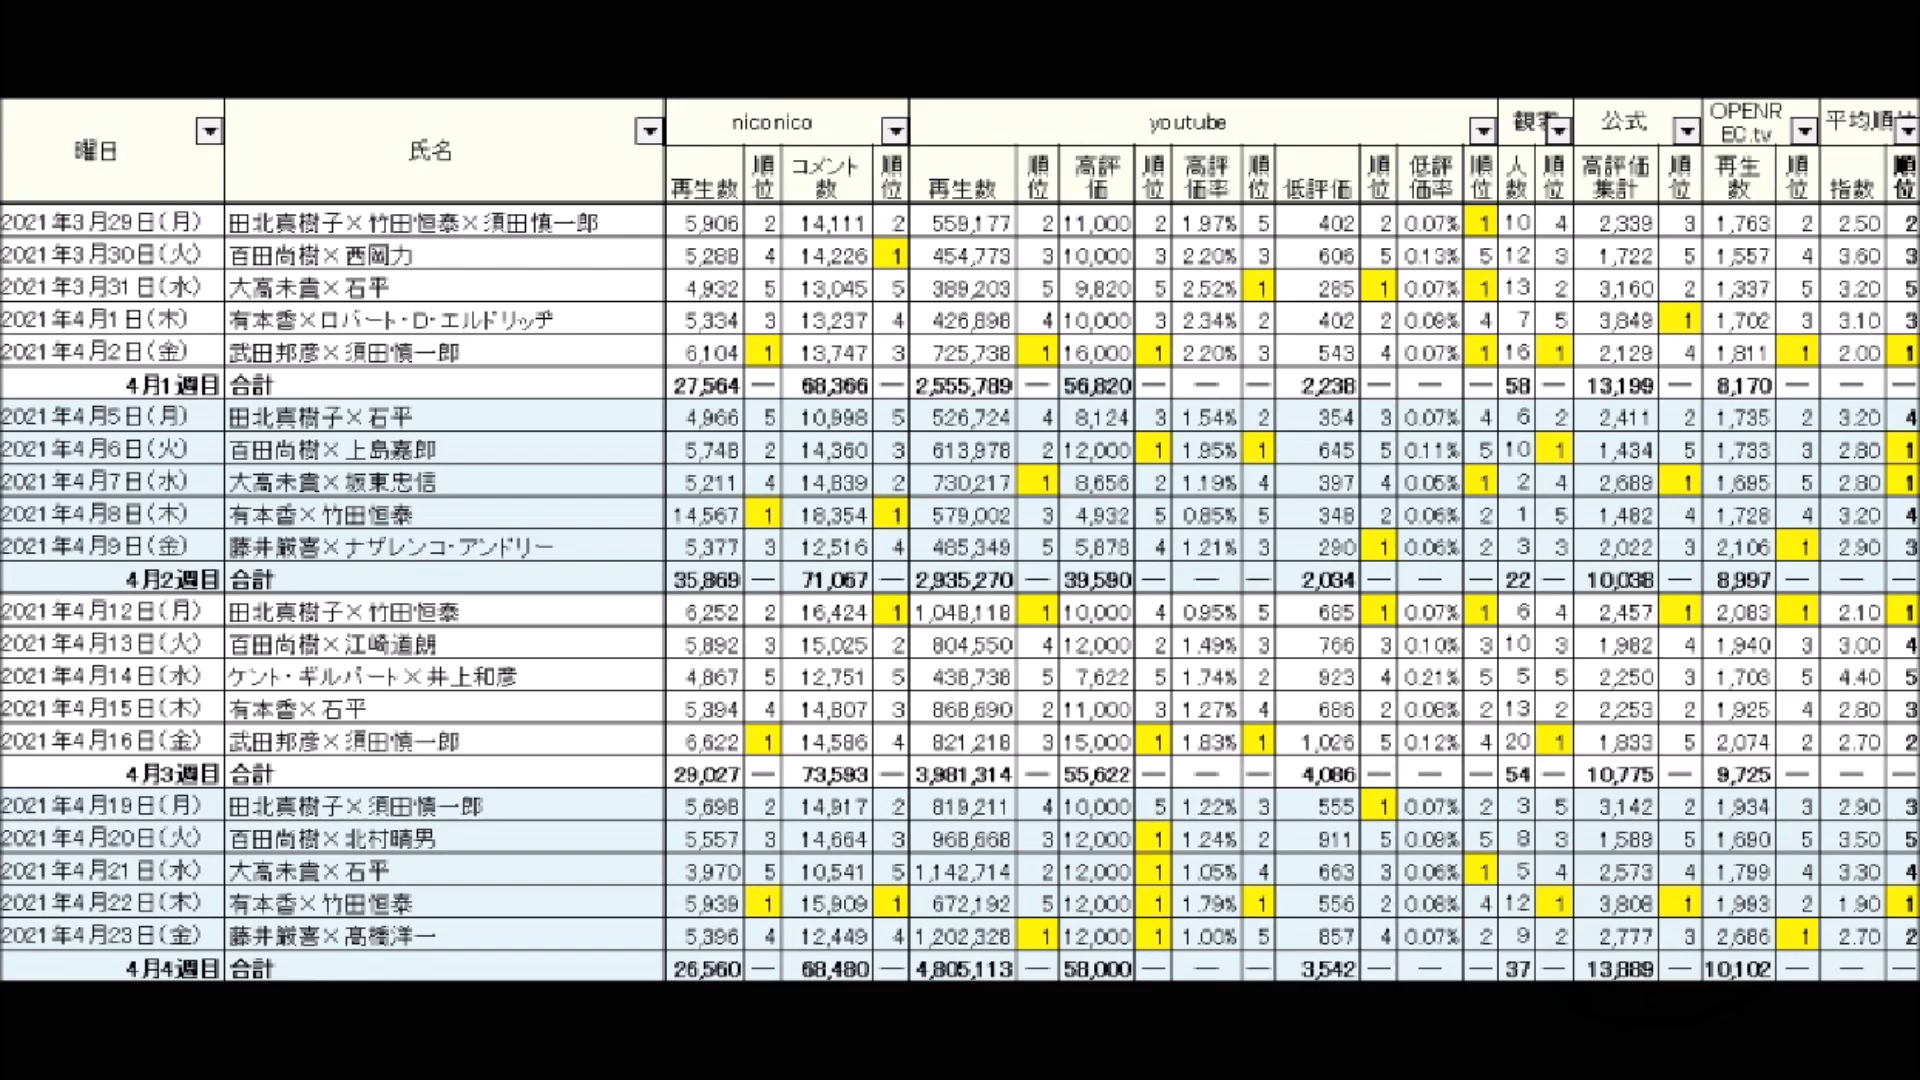 曜日 氏名 niconico youtube 観客 公式 OPENREC.tv 平均順位
再生数 順位 コメント数 順位 再生数 順位 高評価 順位 高評価率 順位 低評価 順位 低評価率 順位 人数 順位 高評価集計 順位 再生数 順位 指数 順位
2021年3月29日(月) 田北真樹子×竹田恒泰×須田慎一郎 5,906 2 14,111 2 559,177 2 11,000 2 1.97% 5 402 2 0.07% 1 10 4 2,339 3 1,763 2 2.50 2
2021年3月30日(火) 百田尚樹×西岡力 5,288 4 14,226 1 454,773 3 10,000 3 2.20% 3 606 5 0.13% 5 12 3 1,722 5 1,557 4 3.60 3
2021年3月31日(水) 大高未貴×石平 4,932 5 13,045 5 389,203 5 9,820 5 2.52% 1 285 1 0.07% 1 13 2 3,160 2 1,337 5 3.20 5
2021年4月1日(木) 有本香×ロバート・D・エルドリッヂ 5,334 3 13,237 4 426,898 4 10,000 3 2.34% 2 402 2 0.09% 4 7 5 3,849 1 1,702 3 3.10 3
2021年4月2日(金) 武田邦彦×須田慎一郎 6,104 1 13,747 3 725,738 1 16,000 1 2.20% 3 543 4 0.07% 1 16 1 2,129 4 1,811 1 2.00 1
4月1週目 合計 27,564 — 68,366 — 2,555,789 — 56,820 — — — 2,238 — — — 58 — 13,199 — 8,170 — — —
2021年4月5日(月) 田北真樹子×石平 4,966 5 10,998 5 526,724 4 8,124 3 1.54% 2 354 3 0.07% 4 6 2 2,411 2 1,735 2 3.20 4
2021年4月6日(火) 百田尚樹×上島嘉郎 5,748 2 14,360 3 613,978 2 12,000 1 1.95% 1 645 5 0.11% 5 10 1 1,434 5 1,733 3 2.80 1
2021年4月7日(水) 大高未貴×坂東忠信 5,211 4 14,839 2 730,217 1 8,656 2 1.19% 4 397 4 0.05% 1 2 4 2,689 1 1,695 5 2.80 1
2021年4月8日(木) 有本香×竹田恒泰 14,567 1 18,354 1 579,002 3 4,932 5 0.85% 5 348 2 0.06% 2 1 5 1,482 4 1,728 4 3.20 4
2021年4月9日(金) 藤井厳喜×ナザレンコ・アンドリー 5,377 3 12,516 4 485,349 5 5,878 4 1.21% 3 290 1 0.06% 2 3 3 2,022 3 2,106 1 2.90 3
4月2週目 合計 35,869 — 71,067 — 2,935,270 — 39,590 — — — 2,034 — — — 22 — 10,038 — 8,997 — — —
2021年4月12日(月) 田北真樹子×竹田恒泰 6,252 2 16,424 1 1,048,118 1 10,000 4 0.95% 5 685 1 0.07% 1 6 4 2,457 1 2,083 1 2.10 1
2021年4月13日(火) 百田尚樹×江崎道朗 5,892 3 15,025 2 804,550 4 12,000 2 1.49% 3 766 3 0.10% 3 10 3 1,982 4 1,940 3 3.00 4
2021年4月14日(水) ケント・ギルバート×井上和彦 4,867 5 12,751 5 438,738 5 7,622 5 1.74% 2 923 4 0.21% 5 5 5 2,250 3 1,703 5 4.40 5
2021年4月15日(木) 有本香×石平 5,394 4 14,807 3 868,690 2 11,000 3 1.27% 4 686 2 0.08% 2 13 2 2,253 2 1,925 4 2.80 3
2021年4月16日(金) 武田邦彦×須田慎一郎 6,622 1 14,586 4 821,218 3 15,000 1 1.83% 1 1,026 5 0.12% 4 20 1 1,833 5 2,074 2 2.70 2
4月3週目 合計 29,027 — 73,593 — 3,981,314 — 55,622 — — — 4,086 — — — 54 — 10,775 — 9,725 — — —
2021年4月19日(月) 田北真樹子×須田慎一郎 5,698 2 14,917 2 819,211 4 10,000 5 1.22% 3 555 1 0.07% 2 3 5 3,142 2 1,934 3 2.90 3
2021年4月20日(火) 百田尚樹×北村晴男 5,557 3 14,664 3 968,668 3 12,000 1 1.24% 2 911 5 0.09% 5 8 3 1,589 5 1,690 5 3.50 5
2021年4月21日(水) 大高未貴×石平 3,970 5 10,541 5 1,142,714 2 12,000 1 1.05% 4 663 3 0.06% 1 5 4 2,573 4 1,799 4 3.30 4
2021年4月22日(木) 有本香×竹田恒泰 5,939 1 15,909 1 672,192 5 12,000 1 1.79% 1 556 2 0.08% 4 12 1 3,808 1 1,993 2 1.90 1
2021年4月23日(金) 藤井厳喜×髙橋洋一 5,396 4 12,449 4 1,202,328 1 12,000 1 1.00% 5 857 4 0.07% 2 9 2 2,777 3 2,686 1 2.70 2
4月4週目 合計 26,560 — 68,480 — 4,805,113 — 58,000 — — — 3,542 — — — 37 — 13,889 — 10,102 — — —